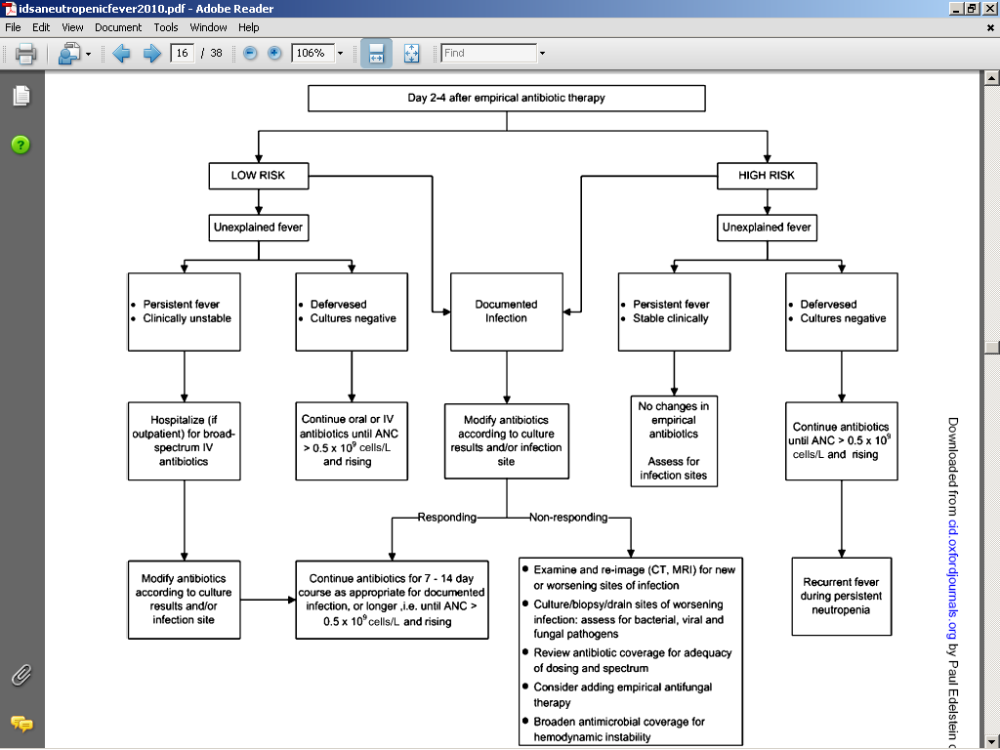 idsaneutropenicfever2010.pdf - Adobe Reader
File Edit View Document Tools Window Help
16 / 38 106% Find
Day 2-4 after empirical antibiotic therapy
LOW RISK
HIGH RISK
Unexplained fever
Unexplained fever
• Persistent fever
• Clinically unstable
• Defervesed
• Cultures negative
Documented
Infection
• Persistent fever
• Stable clinically
• Defervesed
• Cultures negative
Hospitalize (if
outpatient) for broad-
spectrum IV
antibiotics
Continue oral or IV
antibiotics until ANC
> 0.5 x 10⁹ cells/L
and rising
Modify antibiotics
according to culture
results and/or infection
site
No changes in
empirical
antibiotics
Assess for
infection sites
Continue antibiotics
until ANC > 0.5 x 10⁹
cells/L and rising
Responding
Non-responding
Modify antibiotics
according to culture
results and/or
infection site
Continue antibiotics for 7 - 14 day
course as appropriate for documented
infection, or longer ,i.e. until ANC >
0.5 x 10⁹ cells/L and rising
• Examine and re-image (CT, MRI) for new
or worsening sites of infection
• Culture/biopsy/drain sites of worsening
infection: assess for bacterial, viral and
fungal pathogens
• Review antibiotic coverage for adequacy
of dosing and spectrum
• Consider adding empirical antifungal
therapy
• Broaden antimicrobial coverage for
hemodynamic instability
Recurrent fever
during persistent
neutropenia
Downloaded from cid.oxfordjournals.org by Paul Edelstein